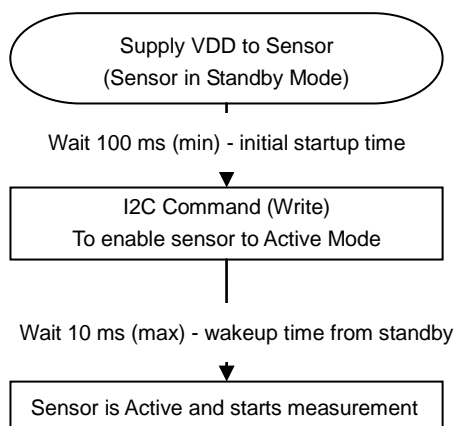 Supply VDD to Sensor
(Sensor in Standby Mode)
Wait 100 ms (min) - initial startup time
I2C Command (Write)
To enable sensor to Active Mode
Wait 10 ms (max) - wakeup time from standby
Sensor is Active and starts measurement